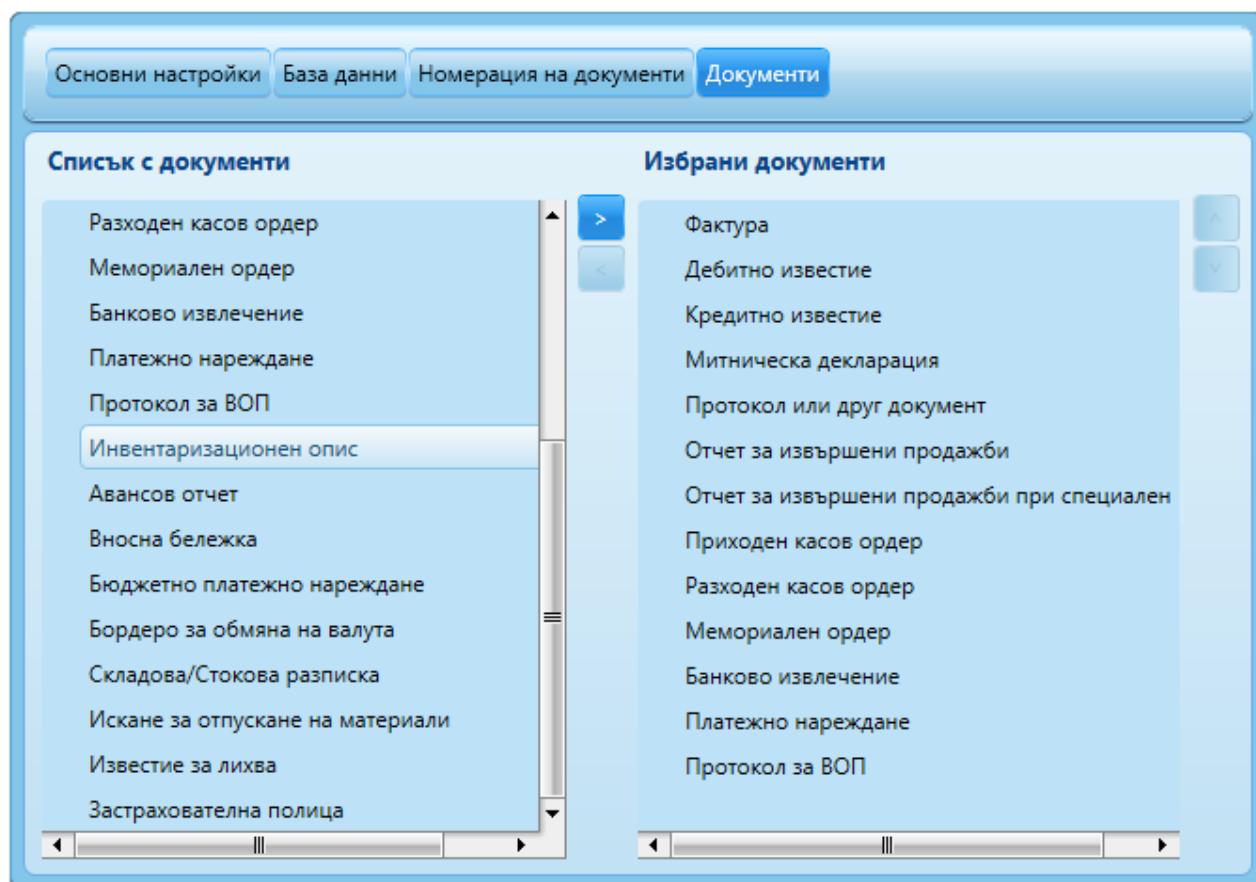 Основни настройки База данни Номерация на документи Документи
Списък с документи
Разходен касов ордер
Мемориален ордер
Банково извлечение
Платежно нареждане
Протокол за ВОП
Инвентаризационен опис
Авансов отчет
Вносна бележка
Бюджетно платежно нареждане
Бордеро за обмяна на валута
Складова/Стокова разписка
Искане за отпускане на материали
Известие за лихва
Застрахователна полица
>
<
Избрани документи
Фактура
Дебитно известие
Кредитно известие
Митническа декларация
Протокол или друг документ
Отчет за извършени продажби
Отчет за извършени продажби при специален
Приходен касов ордер
Разходен касов ордер
Мемориален ордер
Банково извлечение
Платежно нареждане
Протокол за ВОП